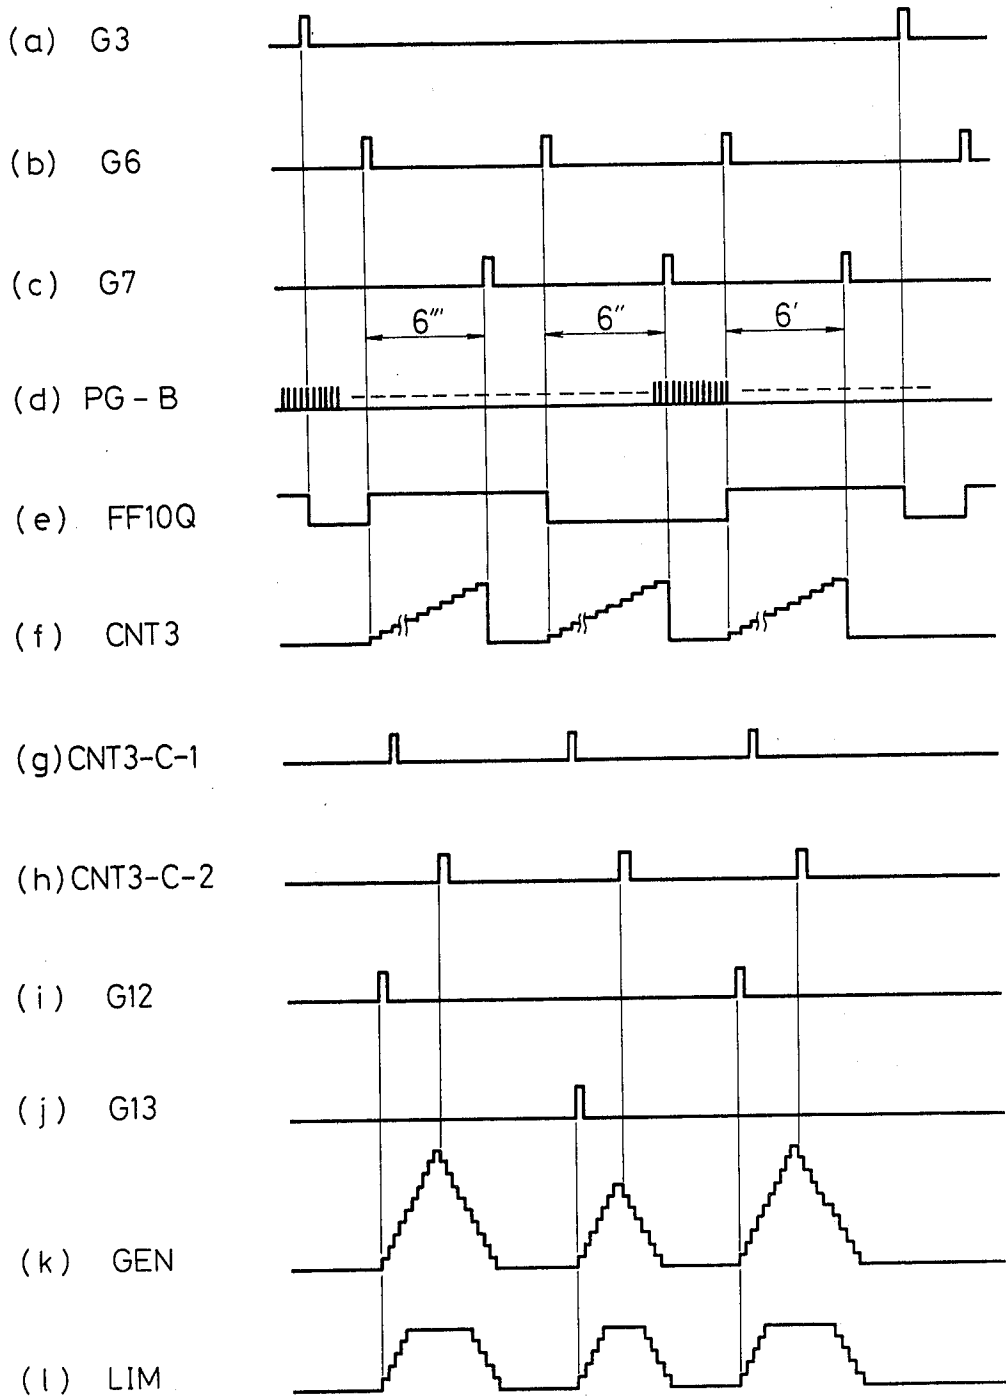 (a) G3
(b) G6
(c) G7
6''' 6'' 6'
(d) PG-B
(e) FF10Q
(f) CNT3
(g) CNT3-C-1
(h) CNT3-C-2
(i) G12
(j) G13
(k) GEN
(l) LIM